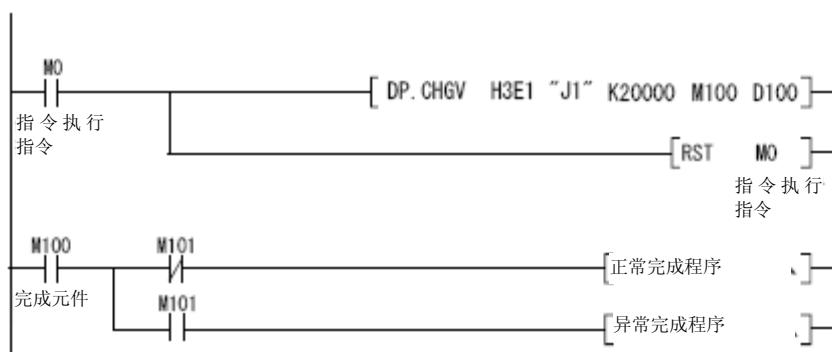 M0
DP.CHGV H3E1 "J1" K20000 M100 D100
指令执行
指令
RST M0
指令执行
指令
M100 M101
正常完成程序
完成元件
M101
异常完成程序